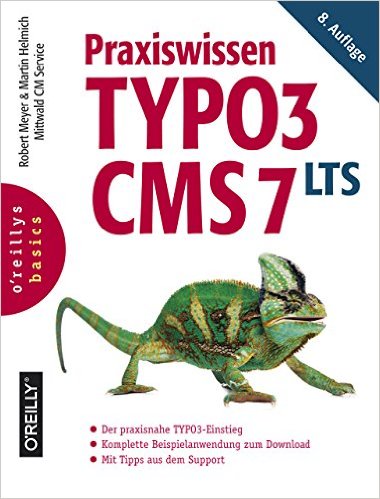 Robert Meyer & Martin Helmich
Mittwald CM Service
8. Auflage
Praxiswissen
TYPO3
CMS 7 LTS
o'reillys
basics
• Der praxisnahe TYPO3-Einstieg
• Komplette Beispielanwendung zum Download
• Mit Tipps aus dem Support
O'REILLY®